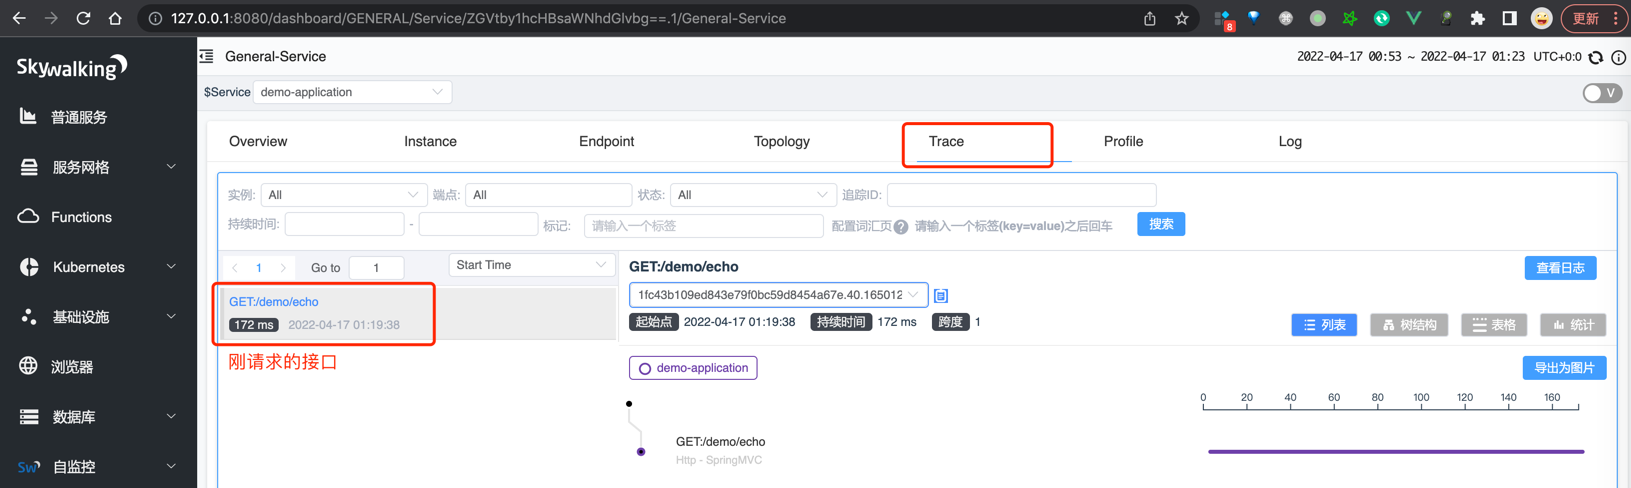 127.0.0.1:8080/dashboard/GENERAL/Service/ZGVtby1hcHBsaWNhdGlvbg==.1/General-Service
8
更新
Skywalking
General-Service
2022-04-17 00:53 ~ 2022-04-17 01:23 UTC+0:0
$Service demo-application
V
普通服务
服务网格
Functions
Kubernetes
基础设施
浏览器
数据库
Sw 自监控
Overview Instance Endpoint Topology Trace Profile Log
实例: All 端点: All 状态: All 追踪ID:
持续时间: - 标记: 请输入一个标签 配置词汇页 ? 请输入一个标签(key=value)之后回车 搜索
1 Go to 1 Start Time
GET:/demo/echo
172 ms 2022-04-17 01:19:38
刚请求的接口
GET:/demo/echo 查看日志
1fc43b109ed843e79f0bc59d8454a67e.40.165012
起始点 2022-04-17 01:19:38 持续时间 172 ms 跨度 1
列表 树结构 表格 统计
demo-application 导出为图片
0 20 40 60 80 100 120 140 160
GET:/demo/echo
Http - SpringMVC